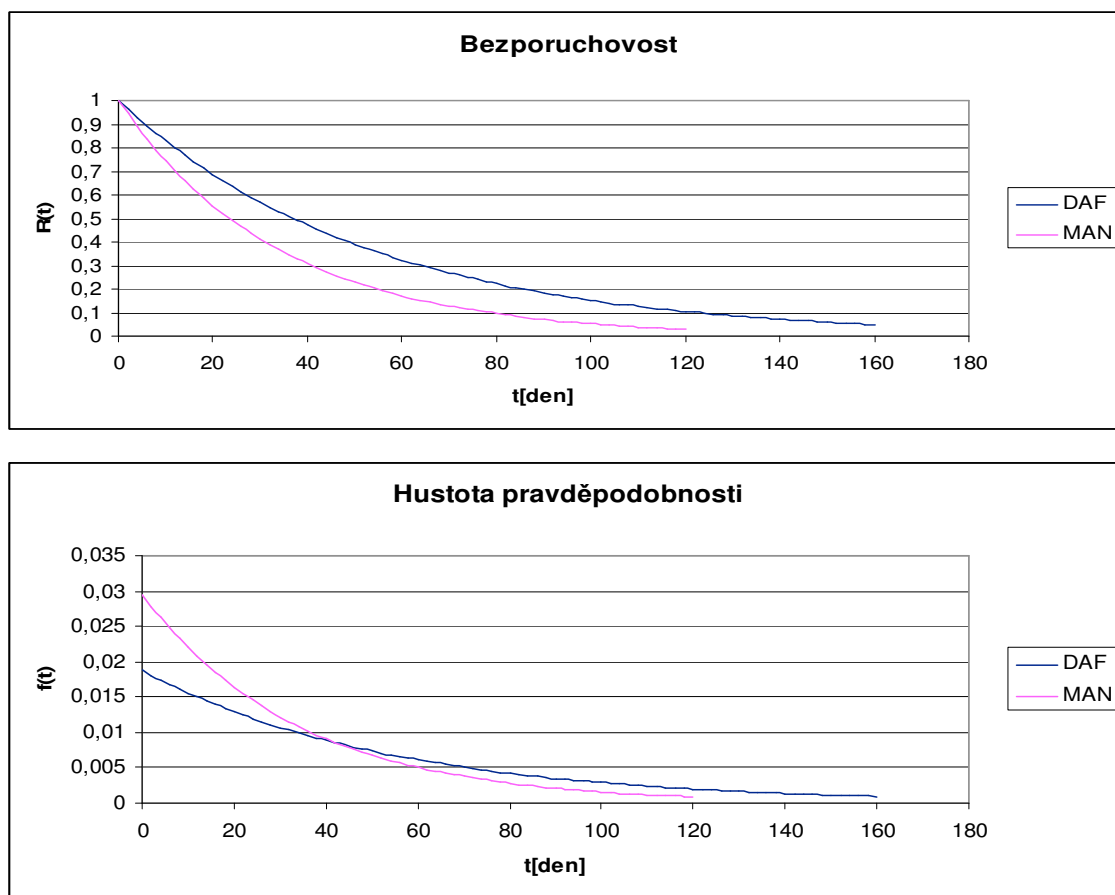 Bezporuchovost
1
0,9
0,8
0,7
0,6
0,5
0,4
0,3
0,2
0,1
0
R(t)
0 20 40 60 80 100 120 140 160 180
t[den]
DAF
MAN
Hustota pravděpodobnosti
0,035
0,03
0,025
0,02
0,015
0,01
0,005
0
f(t)
0 20 40 60 80 100 120 140 160 180
t[den]
DAF
MAN